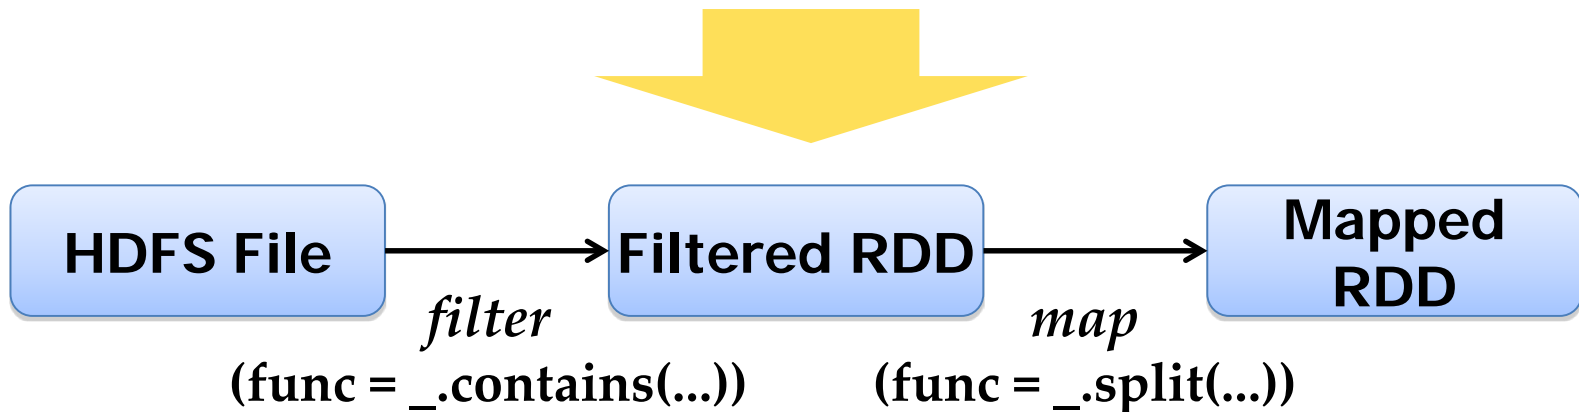 HDFS File
Filtered RDD
Mapped
RDD
filter
(func = _.contains(...))
map
(func = _.split(...))